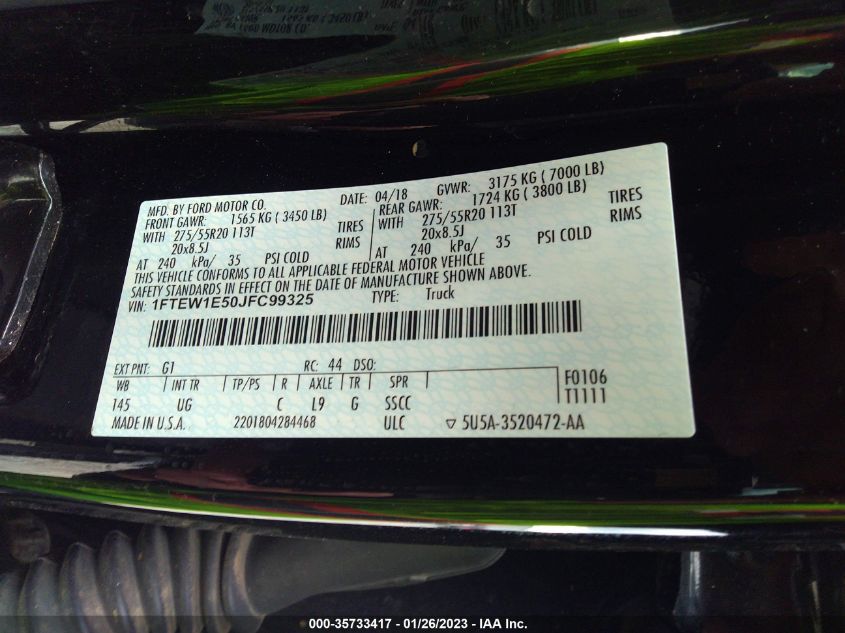 MFD. BY FORD MOTOR CO. DATE: 04/18 GVWR: 3175 KG ( 7000 LB)
FRONT GAWR: 1565 KG ( 3450 LB) REAR GAWR: 1724 KG ( 3800 LB)
WITH 275/55R20 113T TIRES WITH 275/55R20 113T TIRES
20x8.5J RIMS 20x8.5J RIMS
AT 240 kPa/ 35 PSI COLD AT 240 kPa/ 35 PSI COLD
THIS VEHICLE CONFORMS TO ALL APPLICABLE FEDERAL MOTOR VEHICLE
SAFETY STANDARDS IN EFFECT ON THE DATE OF MANUFACTURE SHOWN ABOVE.
VIN: 1FTEW1E50JFC99325 TYPE: Truck
EXT PNT: G1 RC: 44 DSO: F0106
WB INT TR TP/PS R AXLE TR SPR T1111
145 UG C L9 G SSCC
MADE IN U.S.A. 2201804284468 ULC ▽ 5U5A-3520472-AA
000-35733417 - 01/26/2023 - IAA Inc.